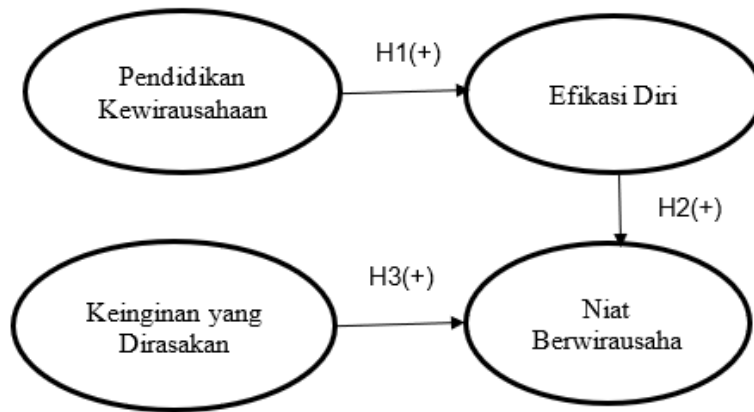 Pendidikan
Kewirausahaan
H1(+)
Efikasi Diri
H2(+)
Keinginan yang
Dirasakan
H3(+)
Niat
Berwirausaha